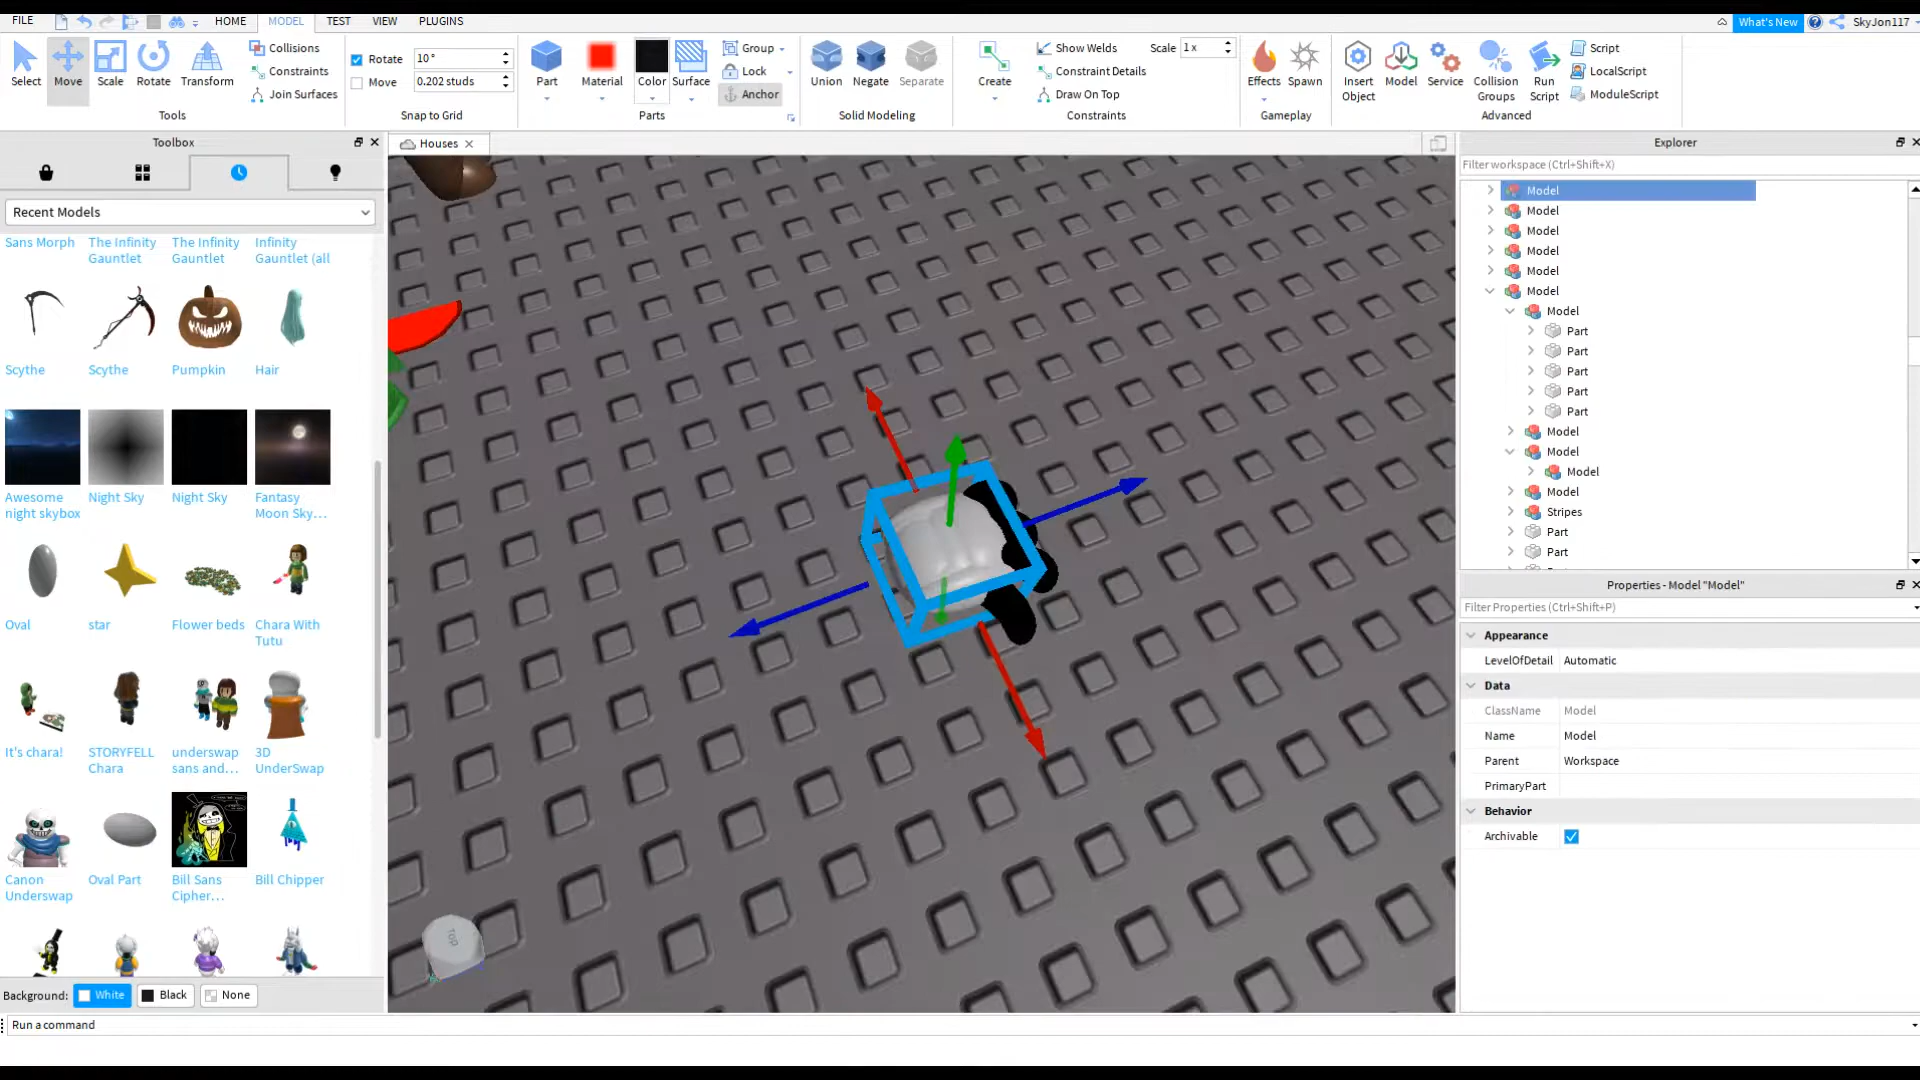 FILE HOME MODEL TEST VIEW PLUGINS What's New SkyJon117
Select Move Scale Rotate Transform
Collisions
Constraints
Join Surfaces
Tools
Rotate 10°
Move 0.202 studs
Snap to Grid
Part Material Color Surface
Group
Lock
Anchor
Parts
Union Negate Separate
Solid Modeling
Create
Show Welds
Constraint Details
Draw On Top
Scale 1 x
Constraints
Effects Spawn
Gameplay
Insert Object
Model
Service
Collision Groups
Run Script
Script
LocalScript
ModuleScript
Advanced
Toolbox
Recent Models
Sans Morph
The Infinity Gauntlet
The Infinity Gauntlet
Infinity Gauntlet (all
Scythe
Scythe
Pumpkin
Hair
Awesome night skybox
Night Sky
Night Sky
Fantasy Moon Sky...
Oval
star
Flower beds
Chara With Tutu
It's chara!
STORYFELL Chara
underswap sans and...
3D UnderSwap
Canon Underswap
Oval Part
Bill Sans Cipher...
Bill Chipper
Background: White Black None
Run a command
Houses
TOP
Explorer
Filter workspace (Ctrl+Shift+X)
Model
Model
Model
Model
Model
Model
Model
Part
Part
Part
Part
Part
Model
Model
Model
Model
Stripes
Part
Part
Properties - Model "Model"
Filter Properties (Ctrl+Shift+P)
Appearance
LevelOfDetail Automatic
Data
ClassName Model
Name Model
Parent Workspace
PrimaryPart
Behavior
Archivable